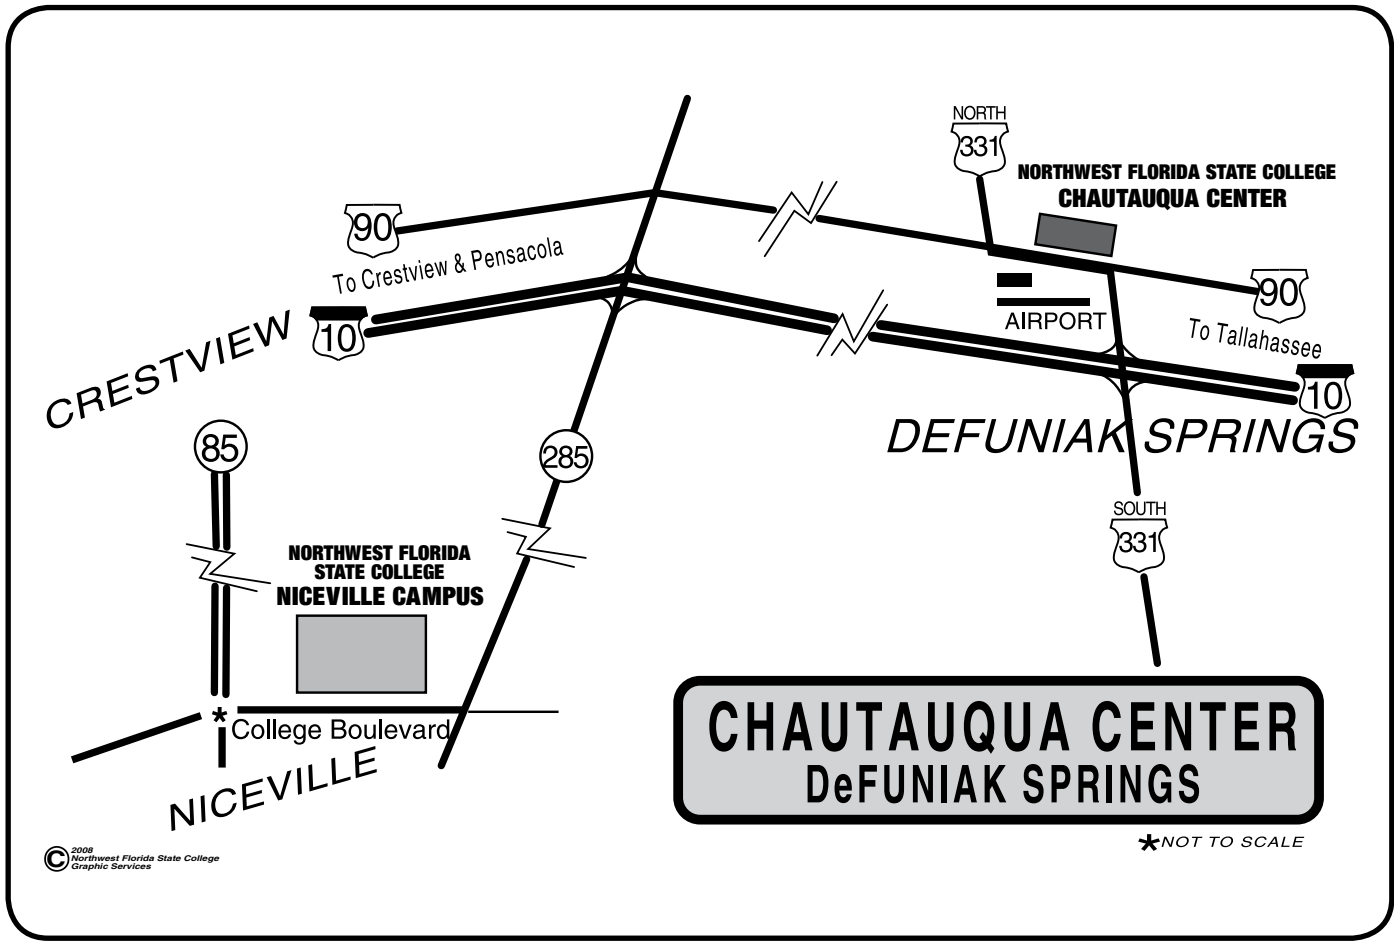 NORTH
331
NORTHWEST FLORIDA STATE COLLEGE
CHAUTAUQUA CENTER
90
To Crestview & Pensacola
90
10
AIRPORT
To Tallahassee
CRESTVIEW
10
DEFUNIAK SPRINGS
85
285
SOUTH
331
NORTHWEST FLORIDA
STATE COLLEGE
NICEVILLE CAMPUS
*
College Boulevard
NICEVILLE
CHAUTAUQUA CENTER
DeFUNIAK SPRINGS
*NOT TO SCALE
© 2008
Northwest Florida State College
Graphic Services